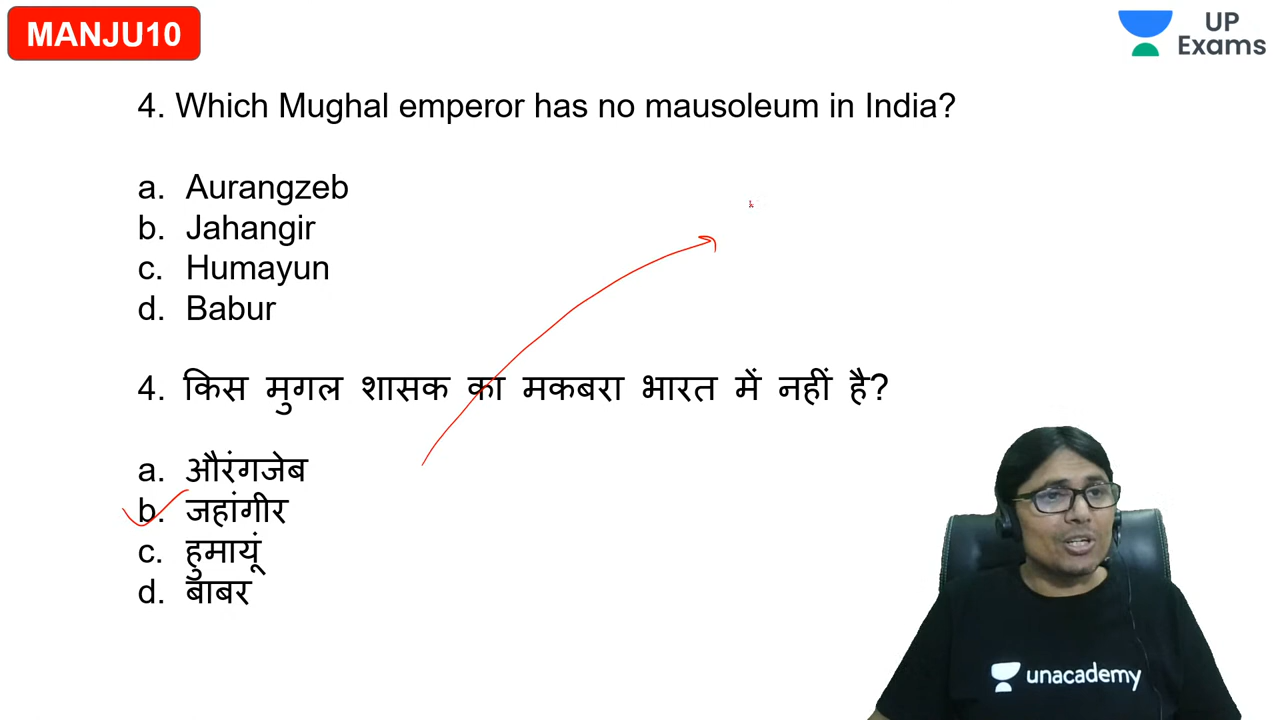 MANJU10
UP
Exams
4. Which Mughal emperor has no mausoleum in India?
a. Aurangzeb
b. Jahangir
c. Humayun
d. Babur
4. किस मुगल शासक का मकबरा भारत में नहीं है?
a. औरंगजेब
b. जहांगीर
c. हुमायूं
d. बाबर
unacademy